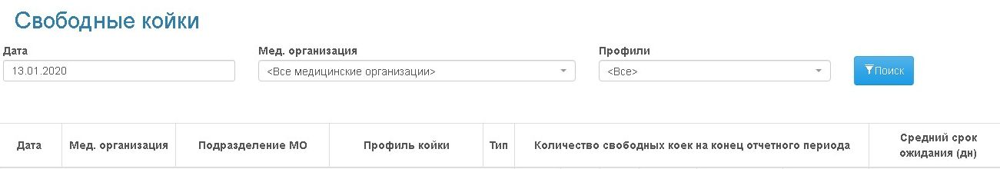 Свободные койки
Дата
Мед. организация
Профили
13.01.2020
<Все медицинские организации>
<Все>
Поиск
Дата
Мед. организация
Подразделение МО
Профиль койки
Тип
Количество свободных коек на конец отчетного периода
Средний срок
ожидания (дн)